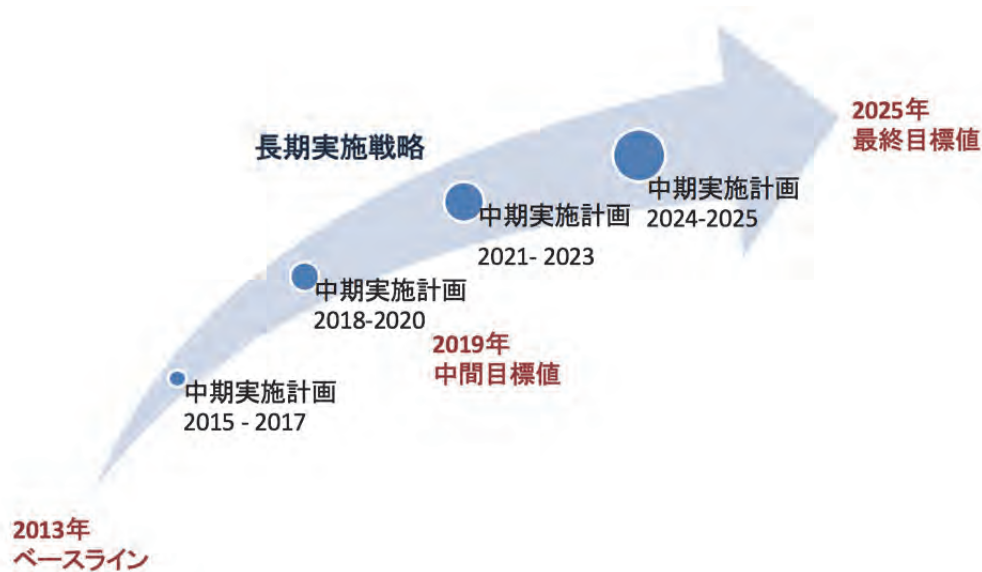 長期実施戦略
2025年
最終目標値
中期実施計画
2024-2025
中期実施計画
2021- 2023
中期実施計画
2018-2020
2019年
中間目標値
中期実施計画
2015 - 2017
2013年
ベースライン